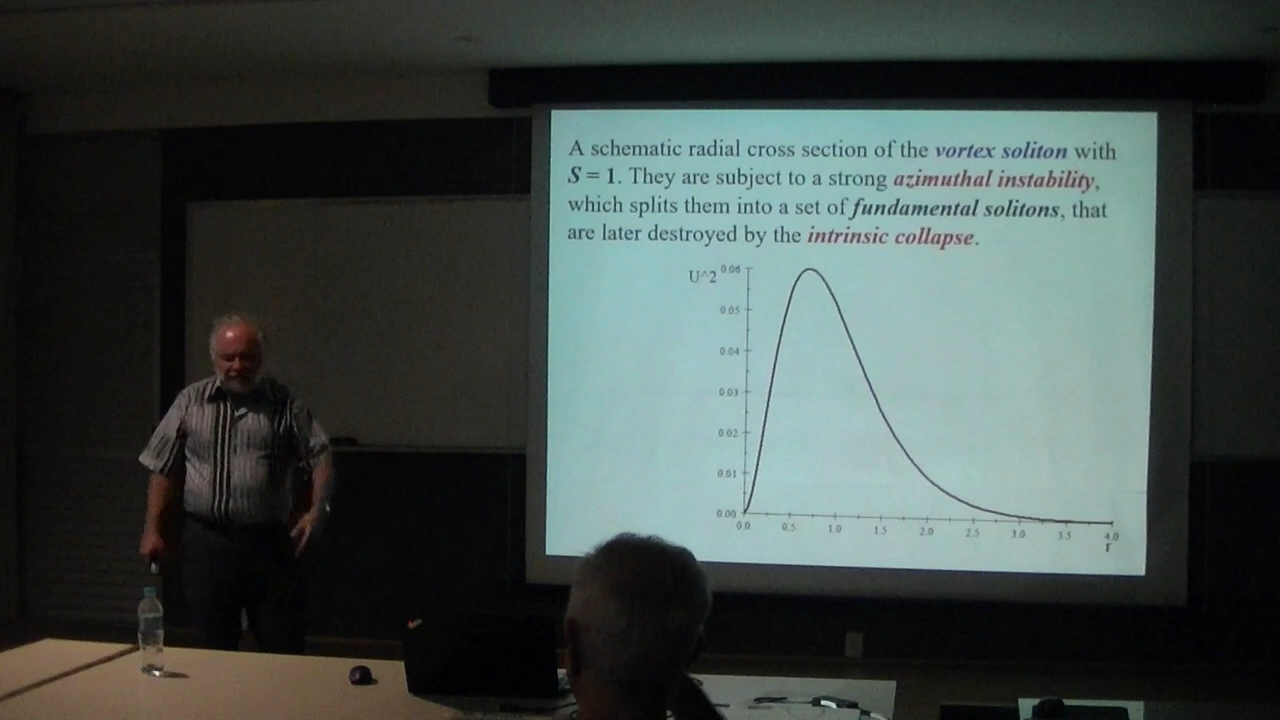 A schematic radial cross section of the vortex soliton with
S = 1. They are subject to a strong azimuthal instability,
which splits them into a set of fundamental solitons, that
are later destroyed by the intrinsic collapse.
U^2
0.06
0.05
0.04
0.03
0.02
0.01
0.00
0.0 0.5 1.0 1.5 2.0 2.5 3.0 3.5 4.0
r